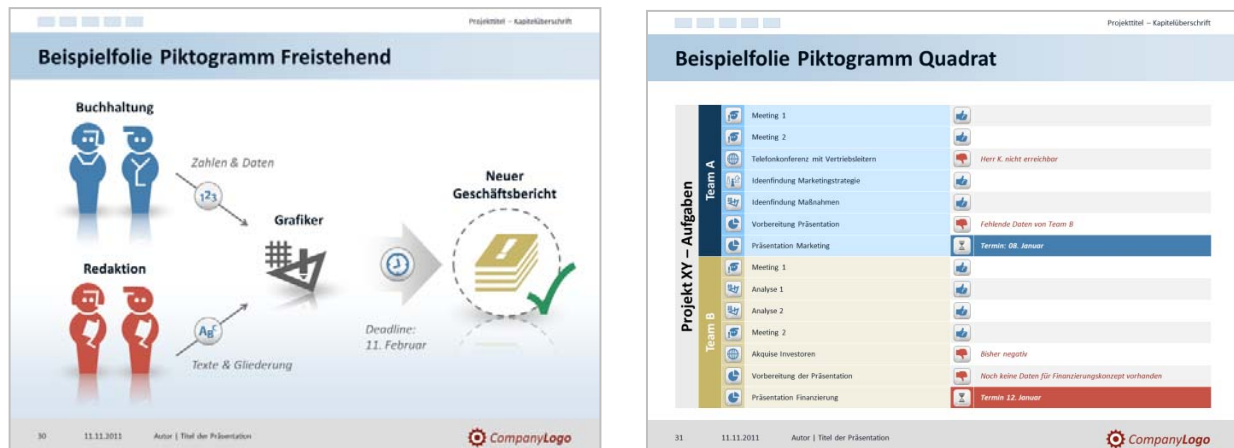 Projekttitel – Kapitelüberschrift
Beispielfolie Piktogramm Freistehend
Buchhaltung
Zahlen & Daten
123
Neuer
Geschäftsbericht
Grafiker
Redaktion
Deadline:
11. Februar
ABC
Texte & Gliederung
30 11.11.2011 Autor | Titel der Präsentation
CompanyLogo
Projekttitel – Kapitelüberschrift
Beispielfolie Piktogramm Quadrat
Projekt XY – Aufgaben
Team A
Meeting 1
Meeting 2
Telefonkonferenz mit Vertriebsleitern Herr K. nicht erreichbar
Ideenfindung Marketingstrategie
Ideenfindung Maßnahmen
Vorbereitung Präsentation Fehlende Daten von Team B
Präsentation Marketing Termin: 08. Januar
Team B
Meeting 1
Analyse 1
Analyse 2
Meeting 2
Akquise Investoren Bisher negativ
Vorbereitung der Präsentation Noch keine Daten für Finanzierungskonzept vorhanden
Präsentation Finanzierung Termin 12. Januar
31 11.11.2011 Autor | Titel der Präsentation
CompanyLogo